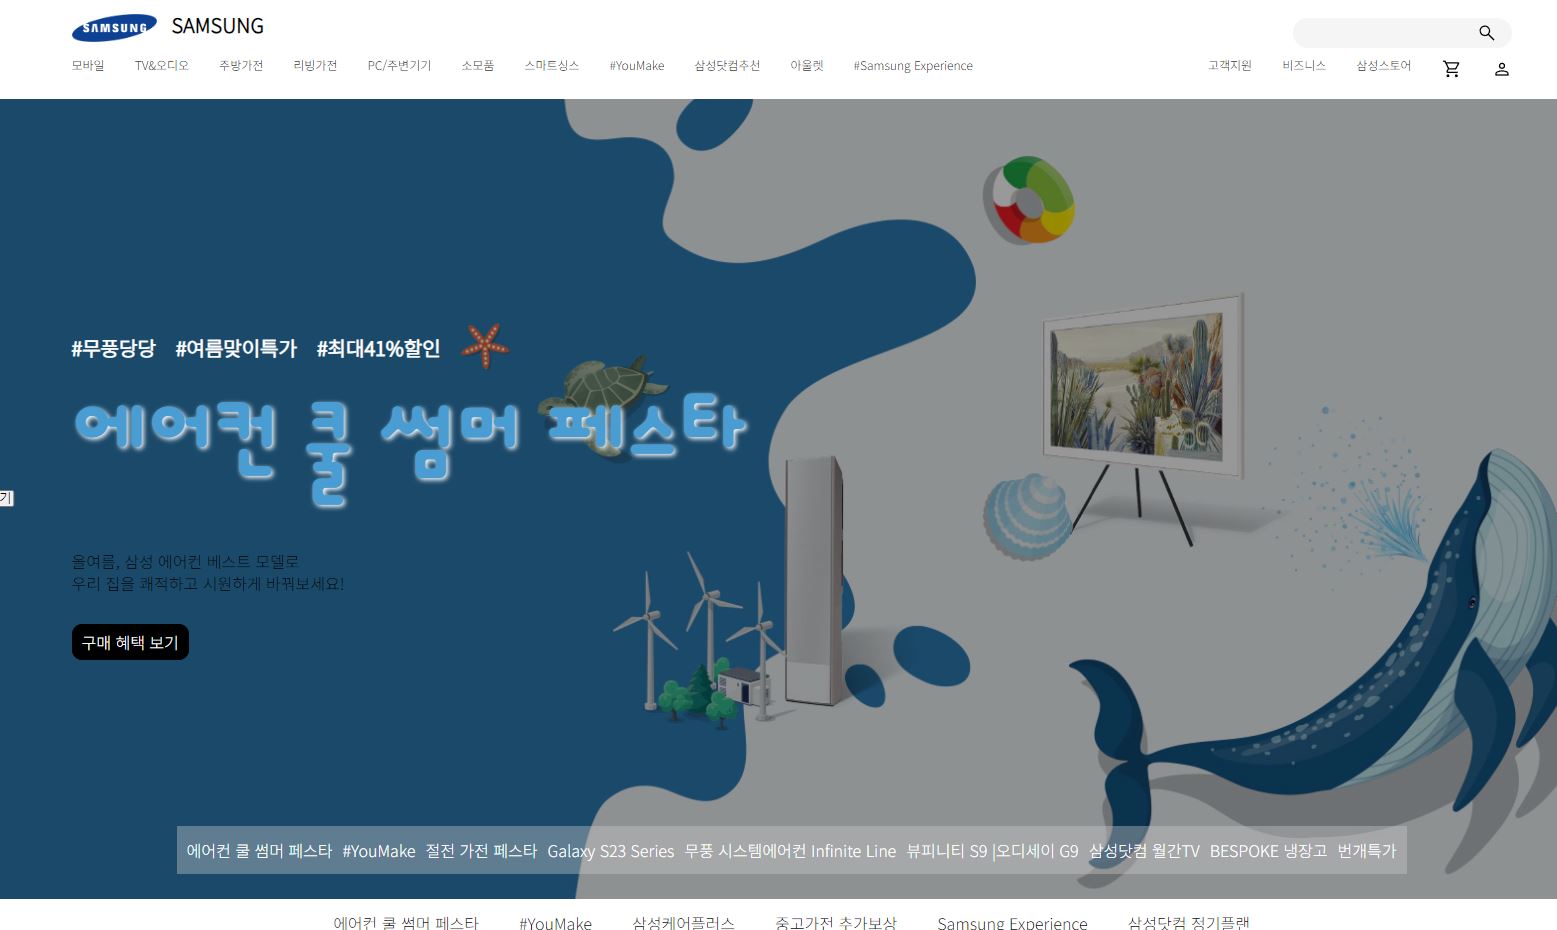 SAMSUNG SAMSUNG
모바일 TV&오디오 주방가전 리빙가전 PC/주변기기 소모품 스마트싱스 #YouMake 삼성닷컴추천 아울렛 #Samsung Experience 고객지원 비즈니스 삼성스토어
#무풍당당 #여름맞이특가 #최대41%할인
에어컨 쿨 썸머 페스타
기
올여름, 삼성 에어컨 베스트 모델로
우리 집을 쾌적하고 시원하게 바꿔보세요!
구매 혜택 보기
에어컨 쿨 썸머 페스타 #YouMake 절전 가전 페스타 Galaxy S23 Series 무풍 시스템에어컨 Infinite Line 뷰피니티 S9 |오디세이 G9 삼성닷컴 월간TV BESPOKE 냉장고 번개특가
에어컨 쿨 썸머 페스타 #YouMake 삼성케어플러스 중고가전 추가보상 Samsung Experience 삼성닷컴 정기플랜